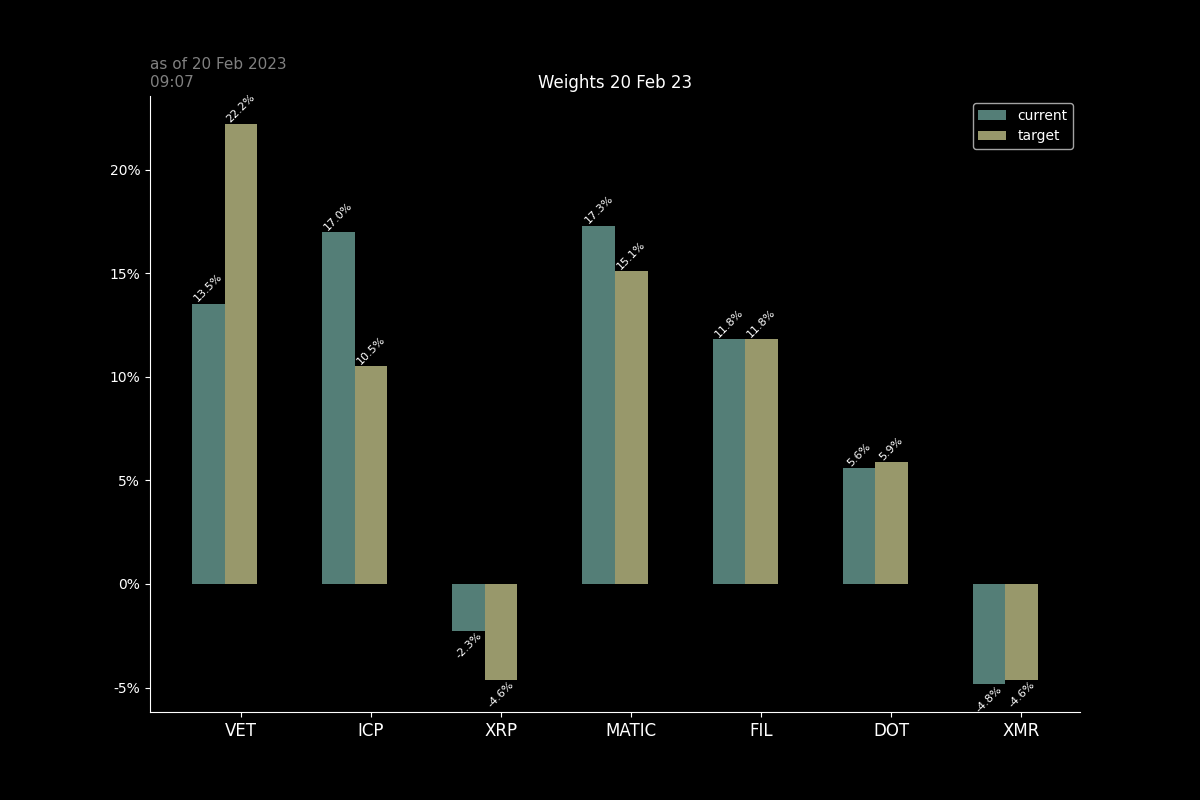 as of 20 Feb 2023
09:07
Weights 20 Feb 23
current
target
20%
15%
10%
5%
0%
-5%
13.5%
22.2%
17.0%
10.5%
-2.3%
-4.6%
17.3%
15.1%
11.8%
11.8%
5.6%
5.9%
-4.8%
-4.6%
VET
ICP
XRP
MATIC
FIL
DOT
XMR